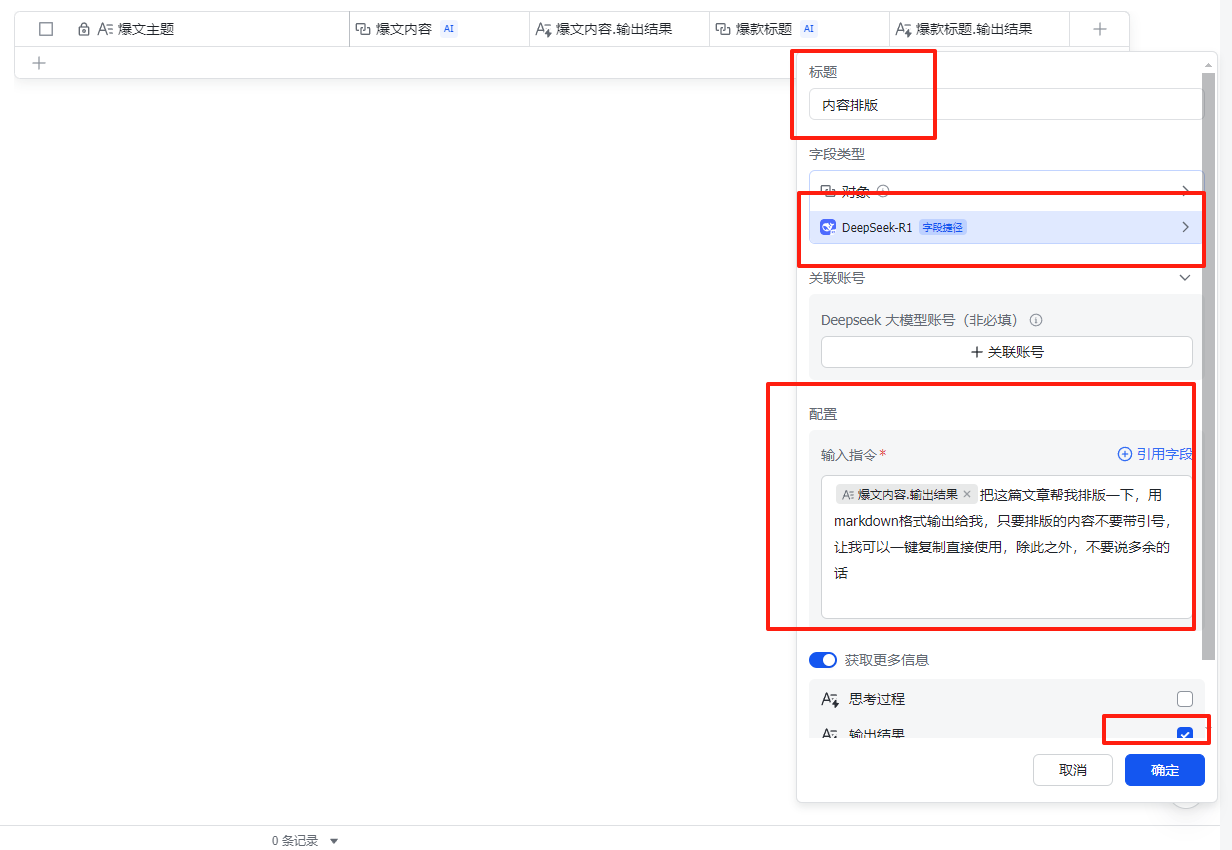 爆文主题 爆文内容 AI 爆文内容.输出结果 爆款标题 AI 爆款标题.输出结果
标题
内容排版
字段类型
对象
DeepSeek-R1 字段捷径
关联账号
Deepseek 大模型账号（非必填）
关联账号
配置
输入指令* 引用字段
爆文内容.输出结果 × 把这篇文章帮我排版一下，用
markdown格式输出给我，只要排版的内容不要带引号，
让我可以一键复制直接使用，除此之外，不要说多余的
话
获取更多信息
思考过程
输出结果
取消 确定
0 条记录